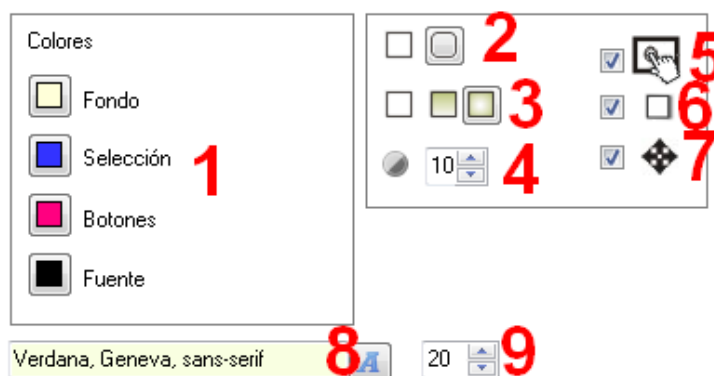 Colores
Fondo
Selección
Botones
Fuente
1
2
3
10 4
5
6
7
Verdana, Geneva, sans-serif 8 A
20 9